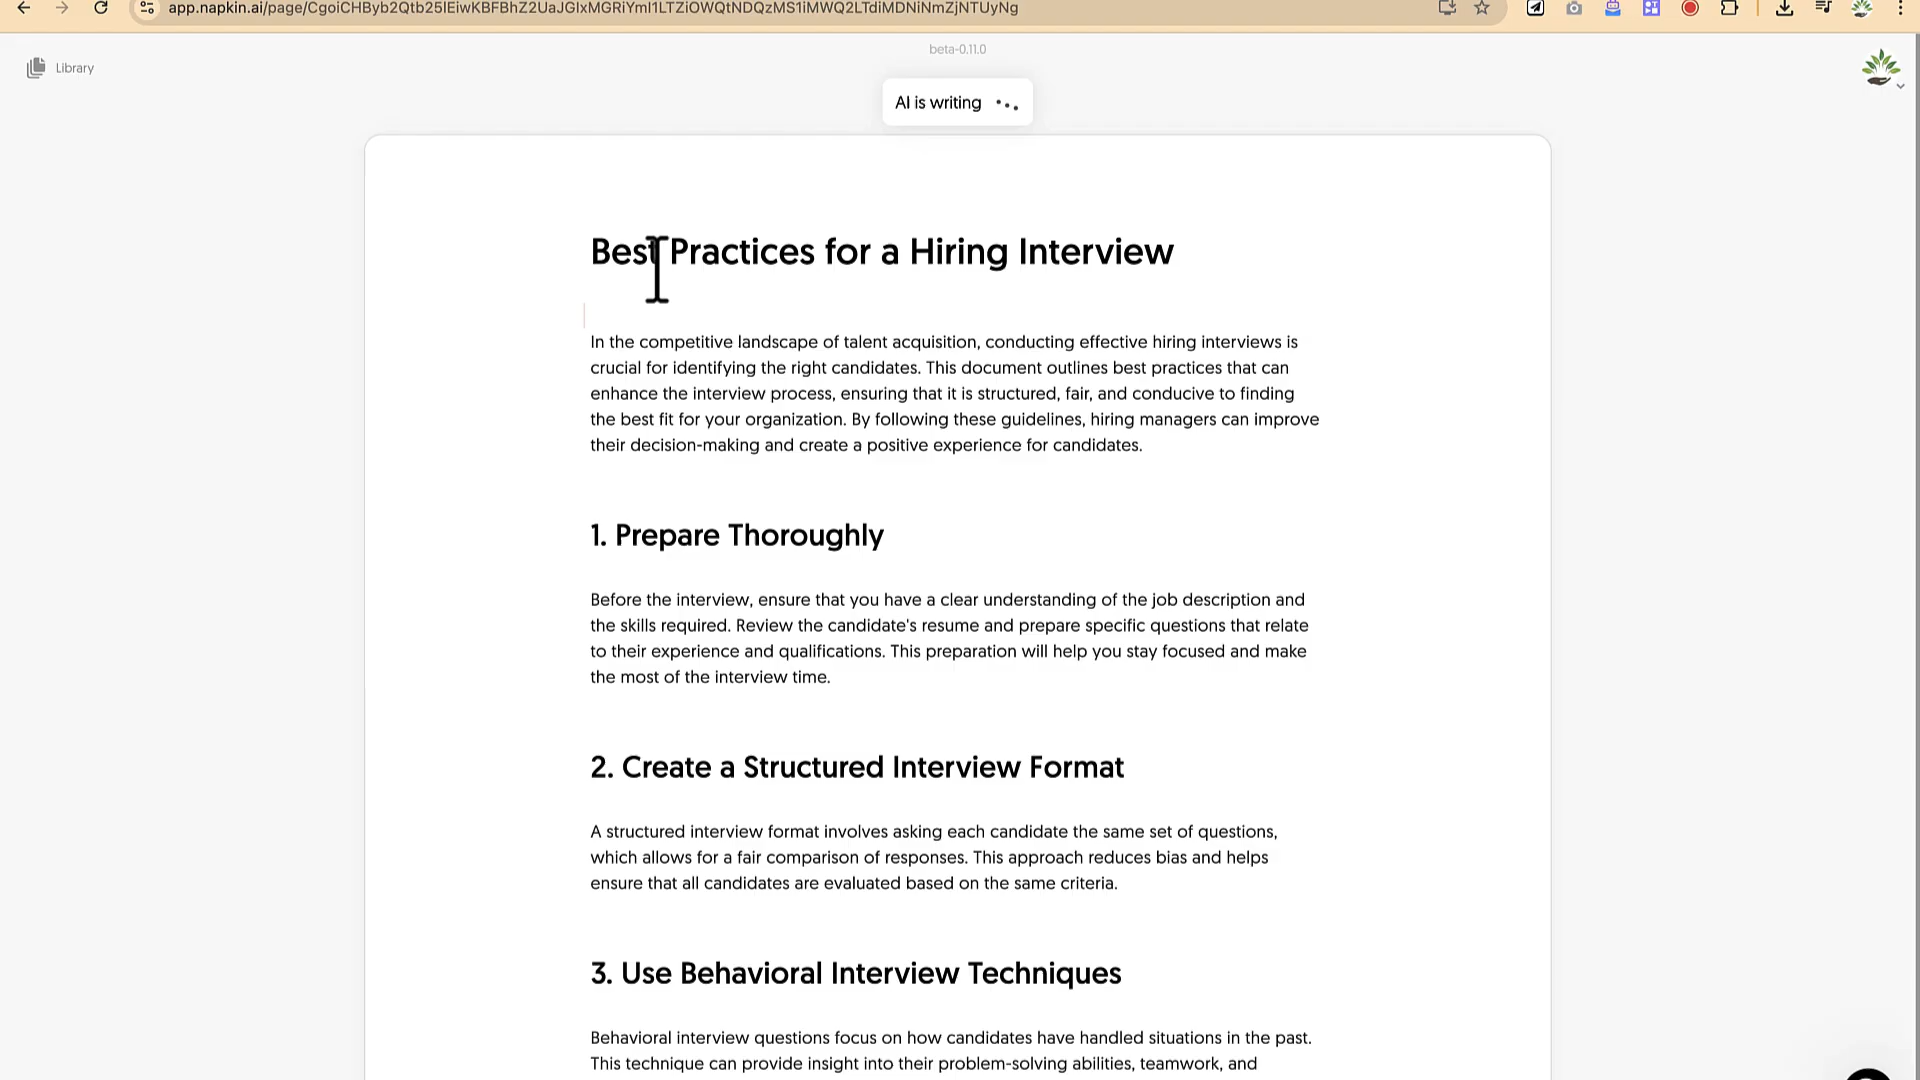 app.napkin.ai/page/CgoiCHByb2Qtb25lEiwKBFBhZ2UaJGIxMGRiYmI1LTZiOWQtNDQzMS1iMWQ2LTdiMDNiNmZjNTUyNg
beta-0.11.0
Library
AI is writing
Best Practices for a Hiring Interview
In the competitive landscape of talent acquisition, conducting effective hiring interviews is
crucial for identifying the right candidates. This document outlines best practices that can
enhance the interview process, ensuring that it is structured, fair, and conducive to finding
the best fit for your organization. By following these guidelines, hiring managers can improve
their decision-making and create a positive experience for candidates.
1. Prepare Thoroughly
Before the interview, ensure that you have a clear understanding of the job description and
the skills required. Review the candidate's resume and prepare specific questions that relate
to their experience and qualifications. This preparation will help you stay focused and make
the most of the interview time.
2. Create a Structured Interview Format
A structured interview format involves asking each candidate the same set of questions,
which allows for a fair comparison of responses. This approach reduces bias and helps
ensure that all candidates are evaluated based on the same criteria.
3. Use Behavioral Interview Techniques
Behavioral interview questions focus on how candidates have handled situations in the past.
This technique can provide insight into their problem-solving abilities, teamwork, and